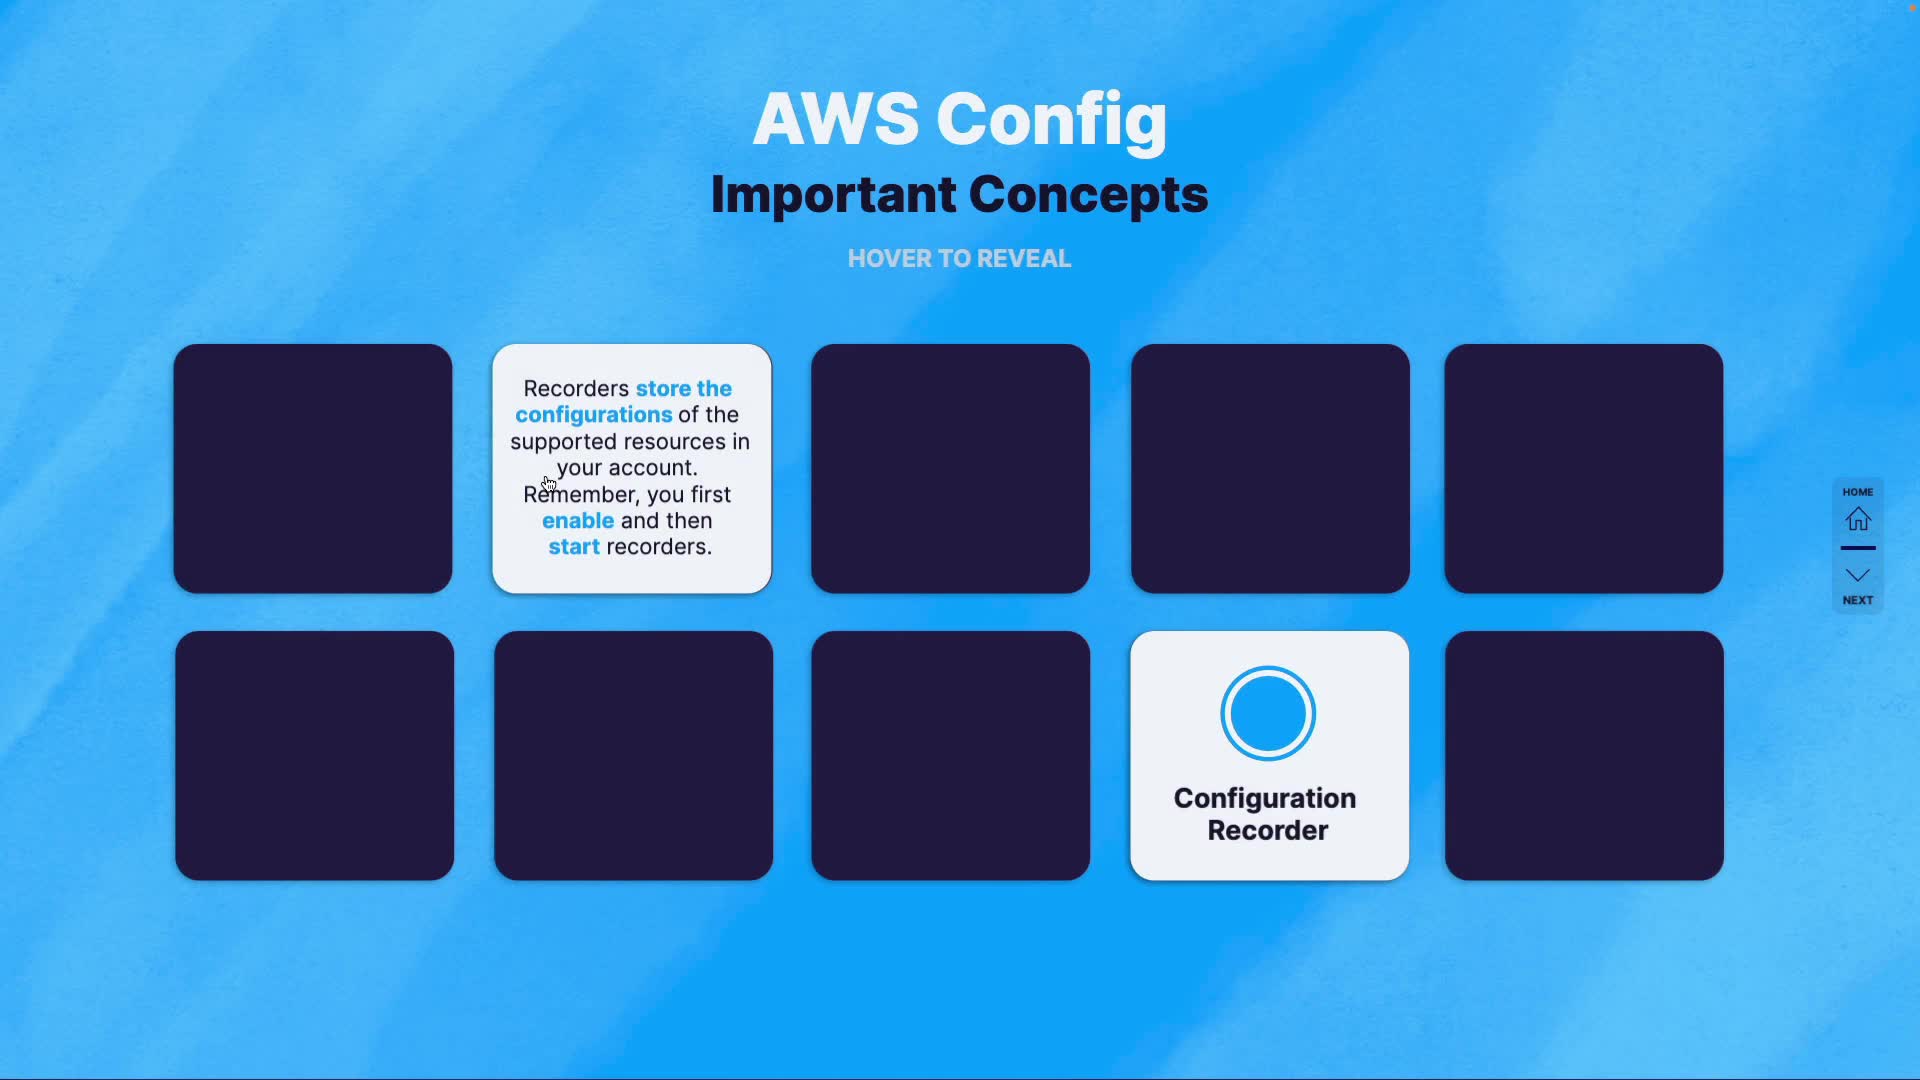 AWS Config
Important Concepts
HOVER TO REVEAL
Recorders store the
configurations of the
supported resources in
your account.
Remember, you first
enable and then
start recorders.
HOME
NEXT
Configuration
Recorder